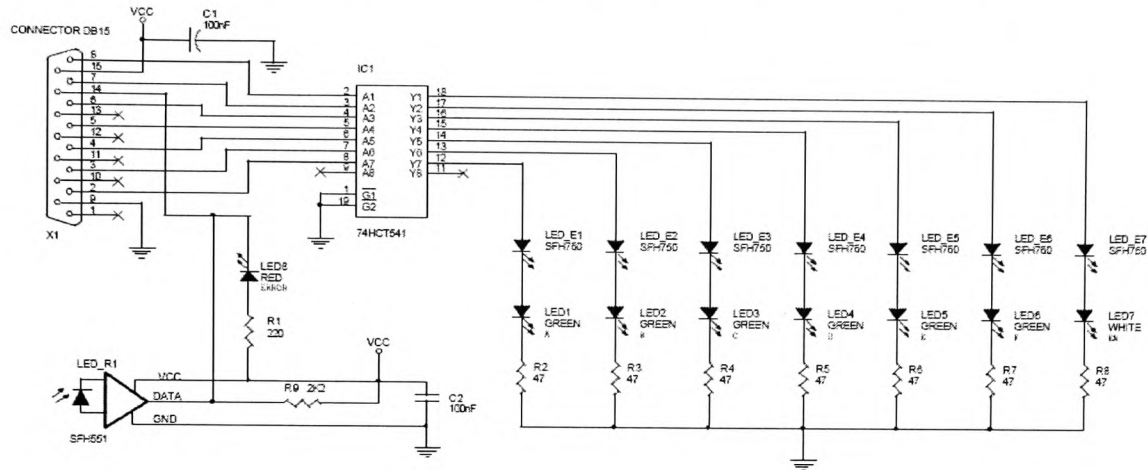 VCC
C1
100nF
CONNECTOR DB15
8
15
7
14
6
13
5
12
4
11
3
10
2
9
1
X1
IC1
2 A1 Y1 18
3 A2 Y2 17
4 A3 Y3 16
5 A4 Y4 15
6 A5 Y5 14
7 A6 Y6 13
8 A7 Y7 12
9 A8 Y8 11
1 G1
19 G2
74HCT541
LED8
RED
ERROR
R1
220
LED_E1
SFH750
LED_E2
SFH750
LED_E3
SFH750
LED_E4
SFH750
LED_E5
SFH750
LED_E6
SFH750
LED_E7
SFH750
LED1
GREEN
A
LED2
GREEN
LED3
GREEN
C
LED4
GREEN
LED5
GREEN
E
LED6
GREEN
F
LED7
WHITE
R2
47
R3
47
R4
47
R5
47
R6
47
R7
47
R8
47
LED_R1
VCC
DATA
GND
SFH551
R9 2K2
VCC
C2
100nF